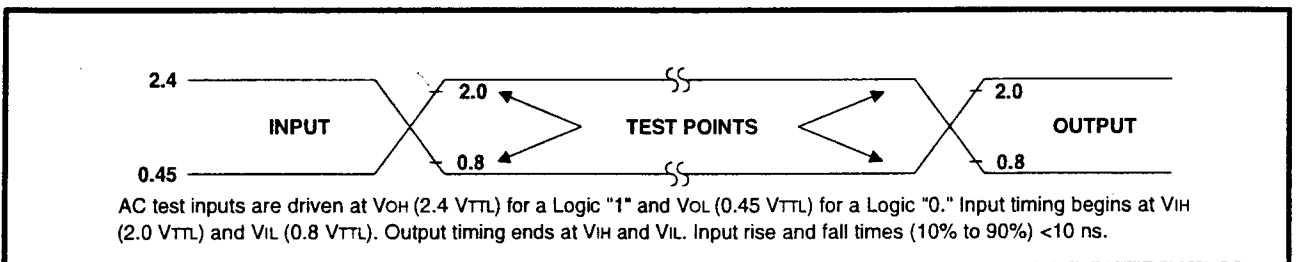 2.4
2.0
2.0
INPUT
TEST POINTS
OUTPUT
0.8
0.8
0.45
AC test inputs are driven at VOH (2.4 VTTL) for a Logic "1" and VOL (0.45 VTTL) for a Logic "0." Input timing begins at VIH
(2.0 VTTL) and VIL (0.8 VTTL). Output timing ends at VIH and VIL. Input rise and fall times (10% to 90%) <10 ns.